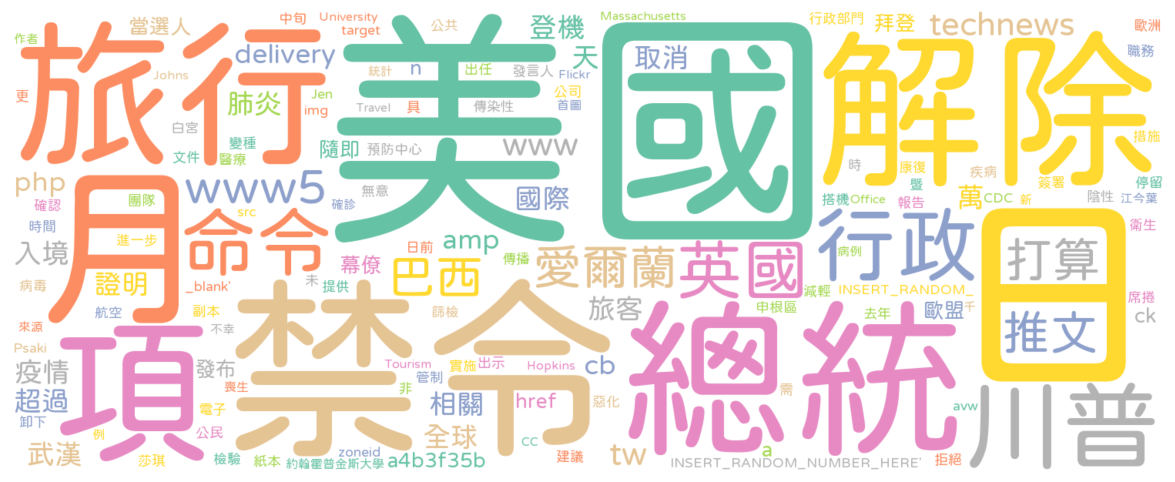 作者
當選人
中旬
University
target
Massachusetts
行政部門
拜登
technews
歐洲
職務
旅行
delivery
美
n
統計
出任
發言人
登機
天
Flickr
公司
首圖
國
取消
解除
公共
Johns
更
肺炎
Jen
img
Travel
具
傳染性
措施
白宮
變種
文件
醫療
隨即
預防中心
www
時
康復
疾病
簽署
停留
php
月
團隊
www5
無意
國際
暨
搭機
Office
萬
CDC
新
報告
陰性
江今葉
確認
時間
src
命令
確診
amp
行政
日
打算
推文
衛生
入境
進一步
日前
幕僚
巴西
傳播
愛爾蘭
英國
病例
證明
_blank'
未
提供
減輕
INSERT_RANDOM_
病毒
航空
副本
禁令
篩檢
旅客
申根區
去年
歐盟
千
席捲
ck
來源
項
不幸
總統
Psaki
疫情
發布
Tourism
實施
出示
Hopkins
cb
川普
喪生
管制
非
超過
相關
href
惡化
需
avw
卸下
電子
公民
例
全球
cc
武漢
莎琪
檢驗
紙本
zoneid
約翰霍普金斯大學
a4b3f35b
建議
tw
a
INSERT_RANDOM_NUMBER_HERE'
拒絕